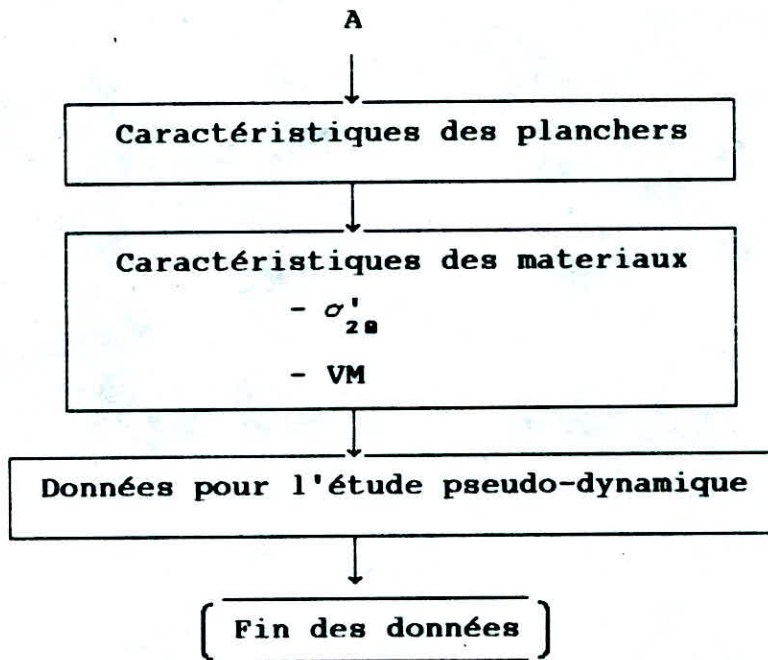 A
Caractéristiques des planchers
Caractéristiques des materiaux
- σ'28
- VM
Données pour l'étude pseudo-dynamique
Fin des données